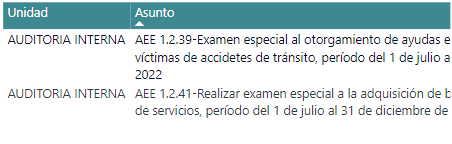 Unidad Asunto
AUDITORIA INTERNA AEE 1.2.39-Examen especial al otorgamiento de ayudas e
víctimas de accidetes de tránsito, período del 1 de julio a
2022
AUDITORIA INTERNA AEE 1.2.41-Realizar examen especial a la adquisición de b
de servicios, período del 1 de julio al 31 de diciembre de